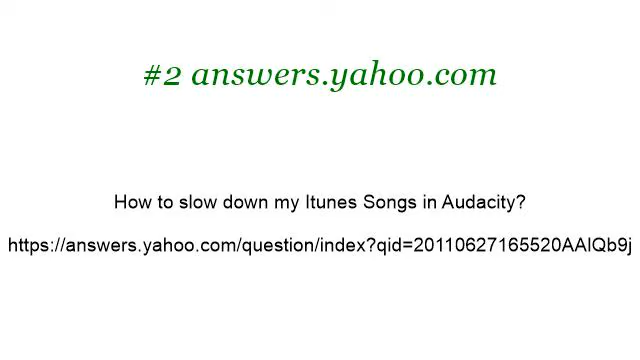 #2 answers.yahoo.com
How to slow down my Itunes Songs in Audacity?
https://answers.yahoo.com/question/index?qid=20110627165520AAlQb9j